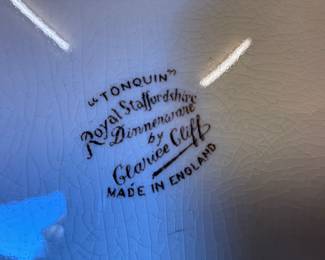 "TONQUIN"
Royal Staffordshire
Dinnerware
by
Clarice Cliff
MADE IN ENGLAND